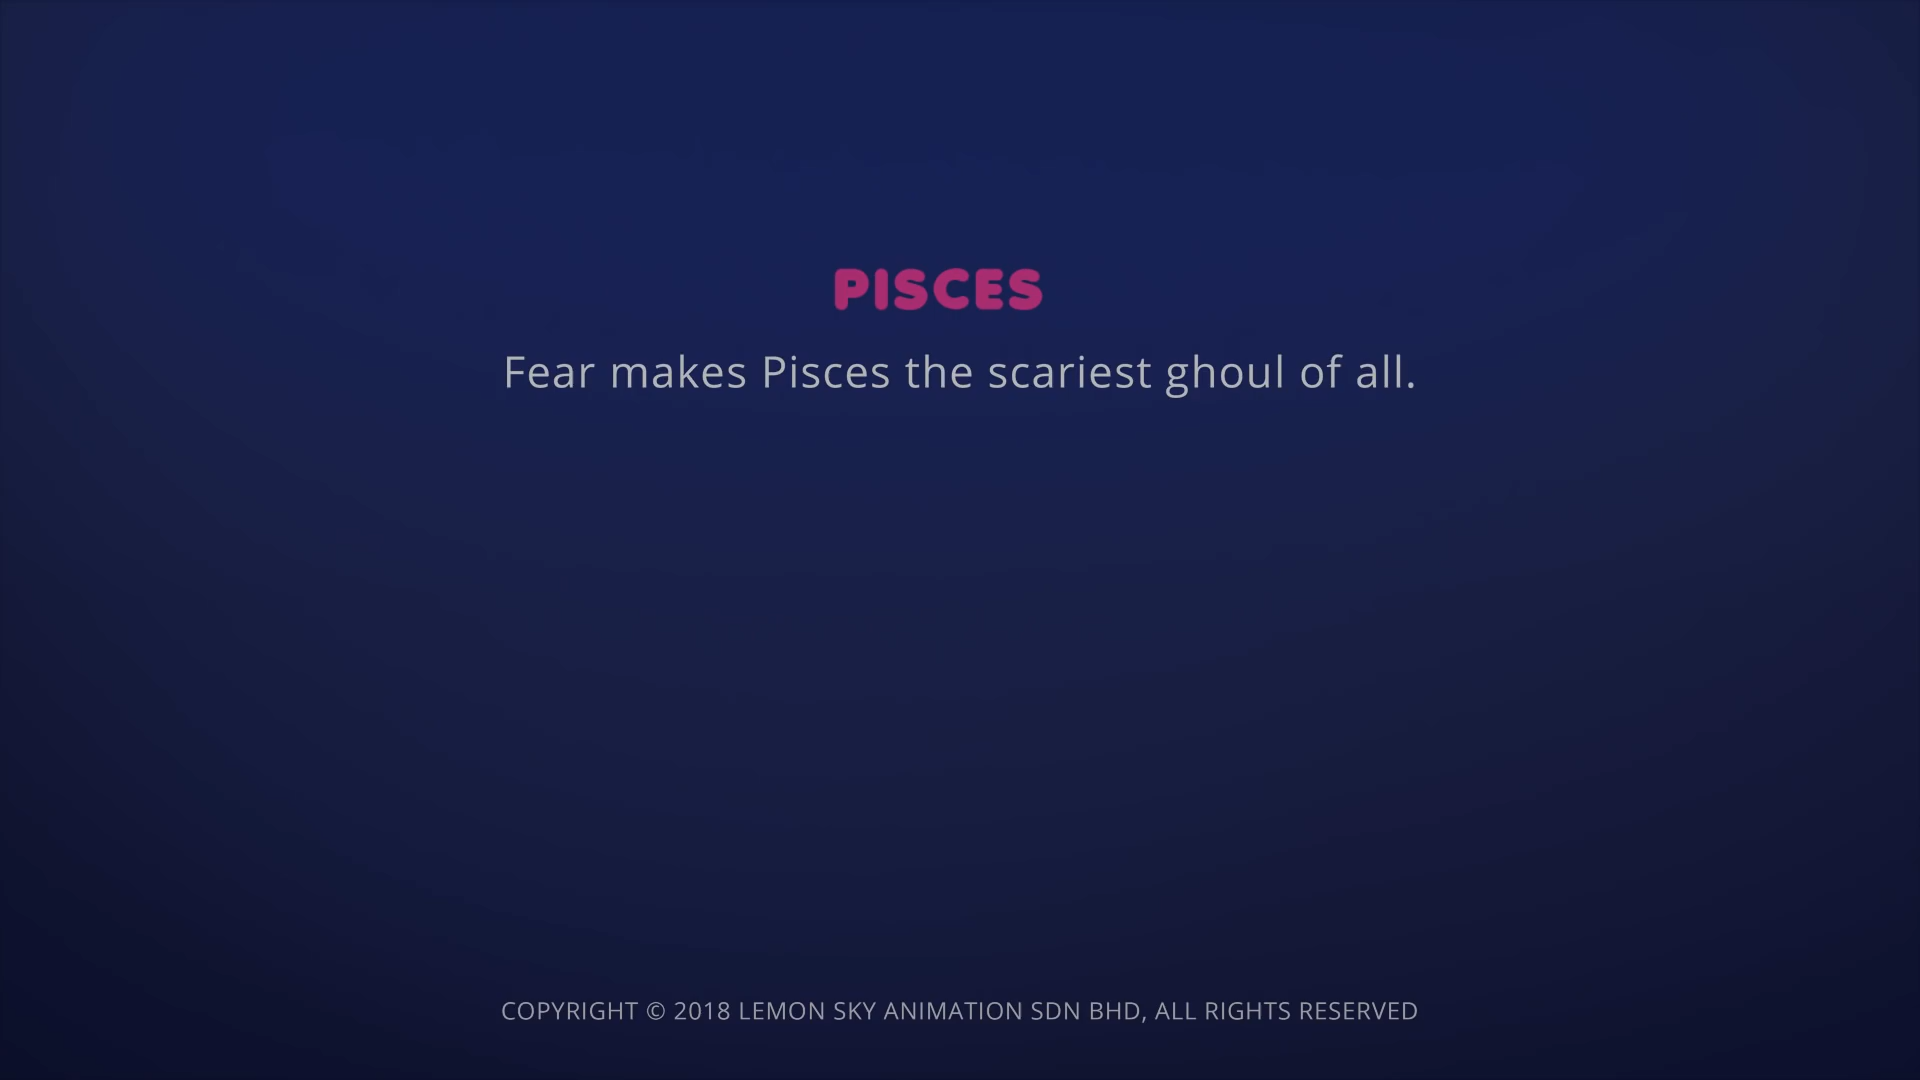 PISCES
Fear makes Pisces the scariest ghoul of all.
COPYRIGHT © 2018 LEMON SKY ANIMATION SDN BHD, ALL RIGHTS RESERVED